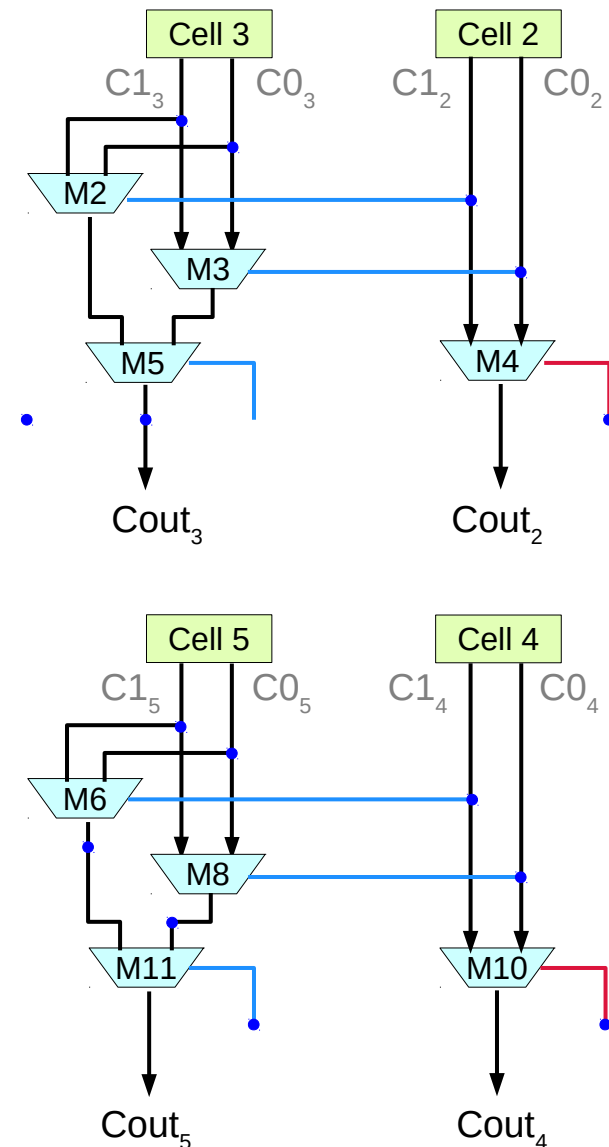 Cell 3
Cell 2
C1₃
C0₃
C1₂
C0₂
M2
M3
M5
M4
Cout₃
Cout₂
Cell 5
Cell 4
C1₅
C0₅
C1₄
C0₄
M6
M8
M11
M10
Cout₅
Cout₄